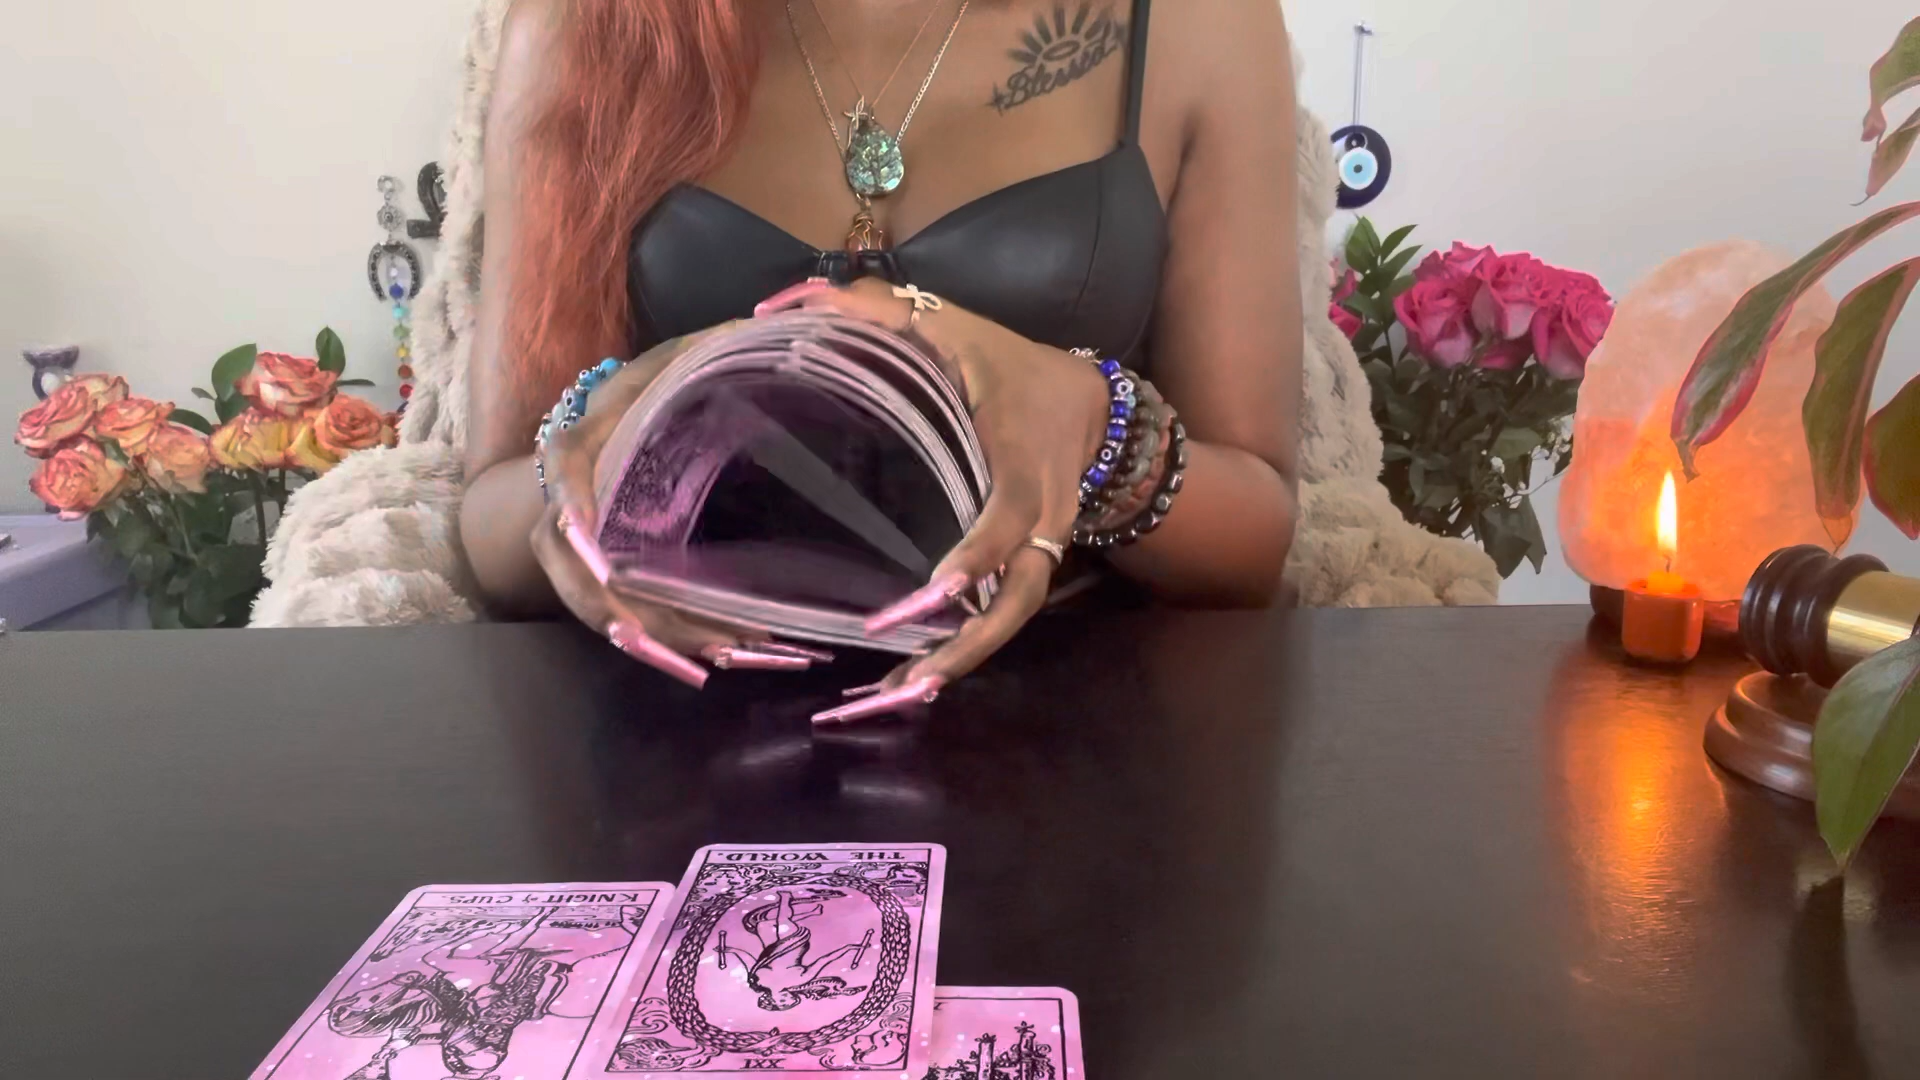 Blessed
THE WORLD.
KNIGHT of CUPS.
XXI